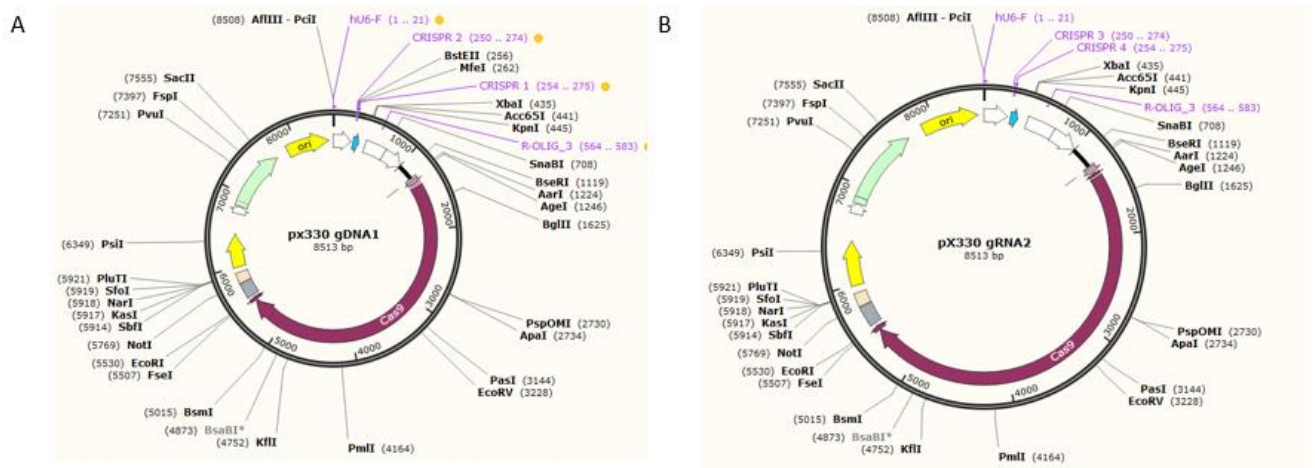 A
(8508) AflIII - PciI
hU6-F (1 .. 21)
CRISPR 2 (250 .. 274)
BstEII (256)
MfeI (262)
CRISPR 1 (254 .. 275)
XbaI (435)
Acc65I (441)
KpnI (445)
R-OLIG_3 (564 .. 583)
SnaBI (708)
BseRI (1119)
AarI (1224)
AgeI (1246)
BglII (1625)
PspOMI (2730)
ApaI (2734)
PasI (3144)
EcoRV (3228)
PmlI (4164)
(4752) KflI
(4873) BsaBI*
(5015) BsmI
(5507) FseI
(5530) EcoRI
(5769) NotI
(5914) SbfI
(5917) KasI
(5918) NarI
(5919) SfoI
(5921) PluTI
(6349) PsiI
(7251) PvuI
(7397) FspI
(7555) SacII
1000
2000
3000
4000
5000
6000
7000
8000
ori
Cas9
px330 gDNA1
8513 bp
B
(8508) AflIII - PciI
hU6-F (1 .. 21)
CRISPR 3 (250 .. 274)
CRISPR 4 (254 .. 275)
XbaI (435)
Acc65I (441)
KpnI (445)
R-OLIG_3 (564 .. 583)
SnaBI (708)
BseRI (1119)
AarI (1224)
AgeI (1246)
BglII (1625)
PspOMI (2730)
ApaI (2734)
PasI (3144)
EcoRV (3228)
PmlI (4164)
(4752) KflI
(4873) BsaBI*
(5015) BsmI
(5507) FseI
(5530) EcoRI
(5769) NotI
(5914) SbfI
(5917) KasI
(5918) NarI
(5919) SfoI
(5921) PluTI
(6349) PsiI
(7251) PvuI
(7397) FspI
(7555) SacII
1000
2000
3000
4000
5000
6000
7000
8000
ori
Cas9
pX330 gRNA2
8513 bp